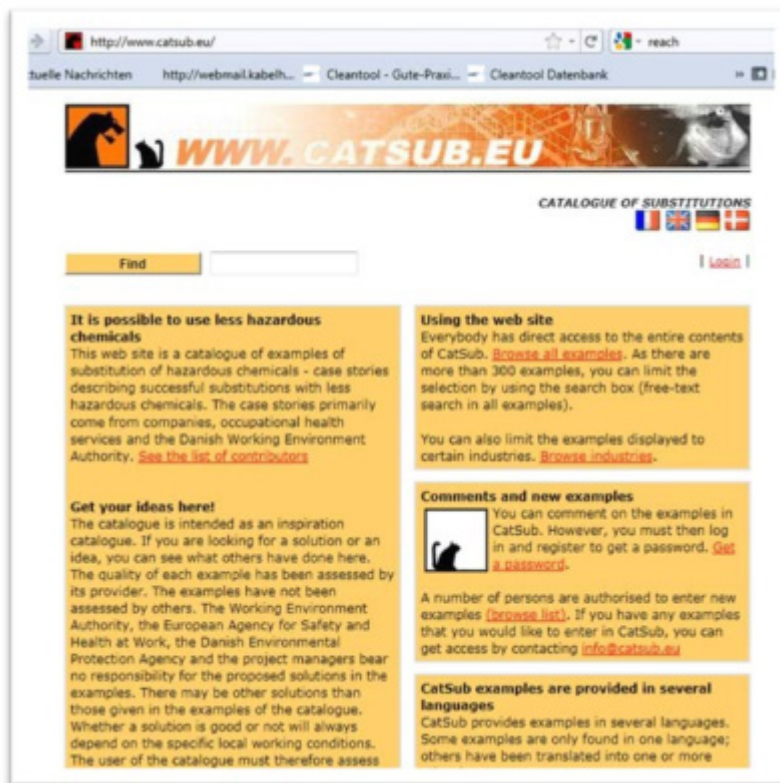 http://www.catsub.eu/
reach
tuelle Nachrichten
http://webmail.kabelh...
Cleantool - Gute-Praxi...
Cleantool Datenbank
»
WWW.CATSUB.EU
CATALOGUE OF SUBSTITUTIONS
Find
| Login |
It is possible to use less hazardous
chemicals
This web site is a catalogue of examples of
substitution of hazardous chemicals - case stories
describing successful substitutions with less
hazardous chemicals. The case stories primarily
come from companies, occupational health
services and the Danish Working Environment
Authority. See the list of contributors
Get your ideas here!
The catalogue is intended as an inspiration
catalogue. If you are looking for a solution or an
idea, you can see what others have done here.
The quality of each example has been assessed by
its provider. The examples have not been
assessed by others. The Working Environment
Authority, the European Agency for Safety and
Health at Work, the Danish Environmental
Protection Agency and the project managers bear
no responsibility for the proposed solutions in the
examples. There may be other solutions than
those given in the examples of the catalogue.
Whether a solution is good or not will always
depend on the specific local working conditions.
The user of the catalogue must therefore assess
Using the web site
Everybody has direct access to the entire contents
of CatSub. Browse all examples. As there are
more than 300 examples, you can limit the
selection by using the search box (free-text
search in all examples).
You can also limit the examples displayed to
certain industries. Browse industries.
Comments and new examples
You can comment on the examples in
CatSub. However, you must then log
in and register to get a password. Get
a password.
A number of persons are authorised to enter new
examples (browse list). If you have any examples
that you would like to enter in CatSub, you can
get access by contacting info@catsub.eu
CatSub examples are provided in several
languages
CatSub provides examples in several languages.
Some examples are only found in one language;
others have been translated into one or more